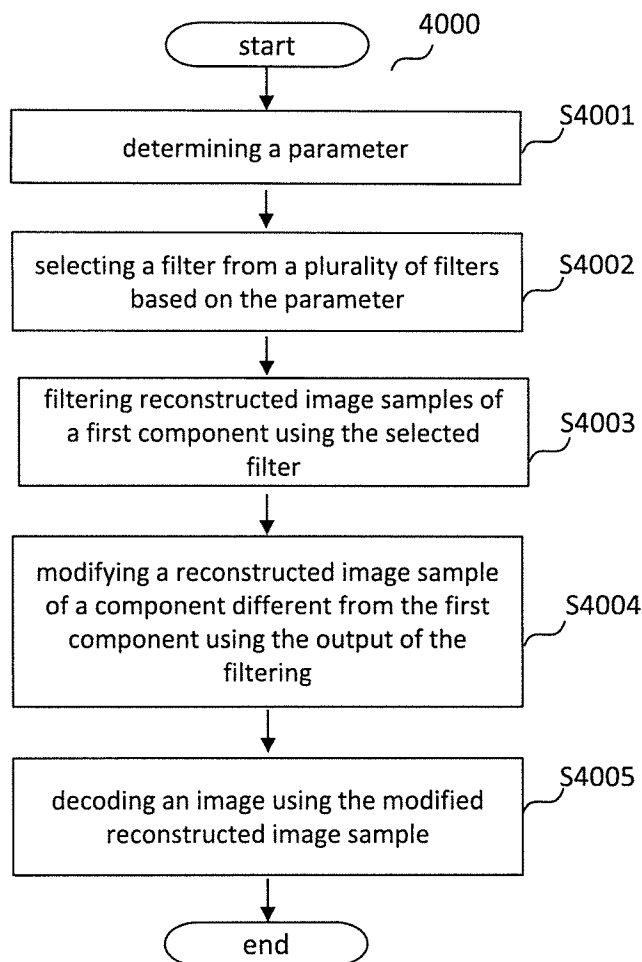 4000
start
S4001
determining a parameter
S4002
selecting a filter from a plurality of filters
based on the parameter
S4003
filtering reconstructed image samples of
a first component using the selected
filter
S4004
modifying a reconstructed image sample
of a component different from the first
component using the output of the
filtering
S4005
decoding an image using the modified
reconstructed image sample
end